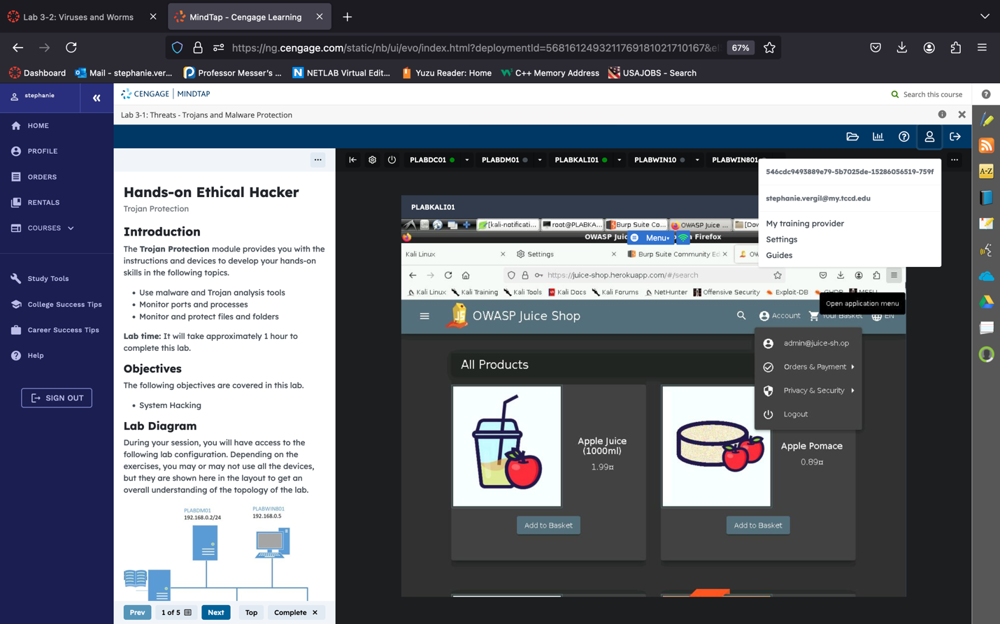 Lab 3-2: Viruses and Worms
MindTap - Cengage Learning
https://ng.cengage.com/static/nb/ui/evo/index.html?deploymentId=5681612493211769181021710167&el
67%
Dashboard
Mail - stephanie.ver...
Professor Messer's ...
NETLAB Virtual Edit...
Yuzu Reader: Home
C++ Memory Address
USAJOBS - Search
stephanie
CENGAGE | MINDTAP
Search this course
Lab 3-1: Threats - Trojans and Malware Protection
HOME
PROFILE
ORDERS
RENTALS
COURSES
Study Tools
College Success Tips
Career Success Tips
Help
SIGN OUT
Hands-on Ethical Hacker
Trojan Protection
Introduction
The Trojan Protection module provides you with the
instructions and devices to develop your hands-on
skills in the following topics.
• Use malware and Trojan analysis tools
• Monitor ports and processes
• Monitor and protect files and folders
Lab time: It will take approximately 1 hour to
complete this lab.
Objectives
The following objectives are covered in this lab.
• System Hacking
Lab Diagram
During your session, you will have access to the
following lab configuration. Depending on the
exercises, you may or may not use all the devices,
but they are shown here in the layout to get an
overall understanding of the topology of the lab.
PLABDM01
192.168.0.2/24
PLABWIN801
192.168.0.5
Prev
1 of 5
Next
Top
Complete
PLABDC01
PLABDM01
PLABKALI01
PLABWIN10
PLABWIN801
546cdc9493889e79-5b7025de-15286056519-759f
stephanie.vergil@my.tccd.edu
My training provider
Settings
Guides
PLABKALI01
[kali-notificati...
root@PLABKA...
Burp Suite Co...
OWASP Juice ...
[Dow
OWASP Juic
Menu
Firefox
Kali Linux
Settings
Burp Suite Community Ed
OWA
https://juice-shop.herokuapp.com/#/search
Kali Linux
Kali Training
Kali Tools
Kali Docs
Kali Forums
NetHunter
Offensive Security
Exploit-DB
GHDB
MSFU
Open application menu
OWASP Juice Shop
Account
Your Basket
EN
admin@juice-sh.op
Orders & Payment
Privacy & Security
Logout
All Products
Apple Juice
(1000ml)
1.99¤
Add to Basket
Apple Pomace
0.89¤
Add to Basket
A-Z